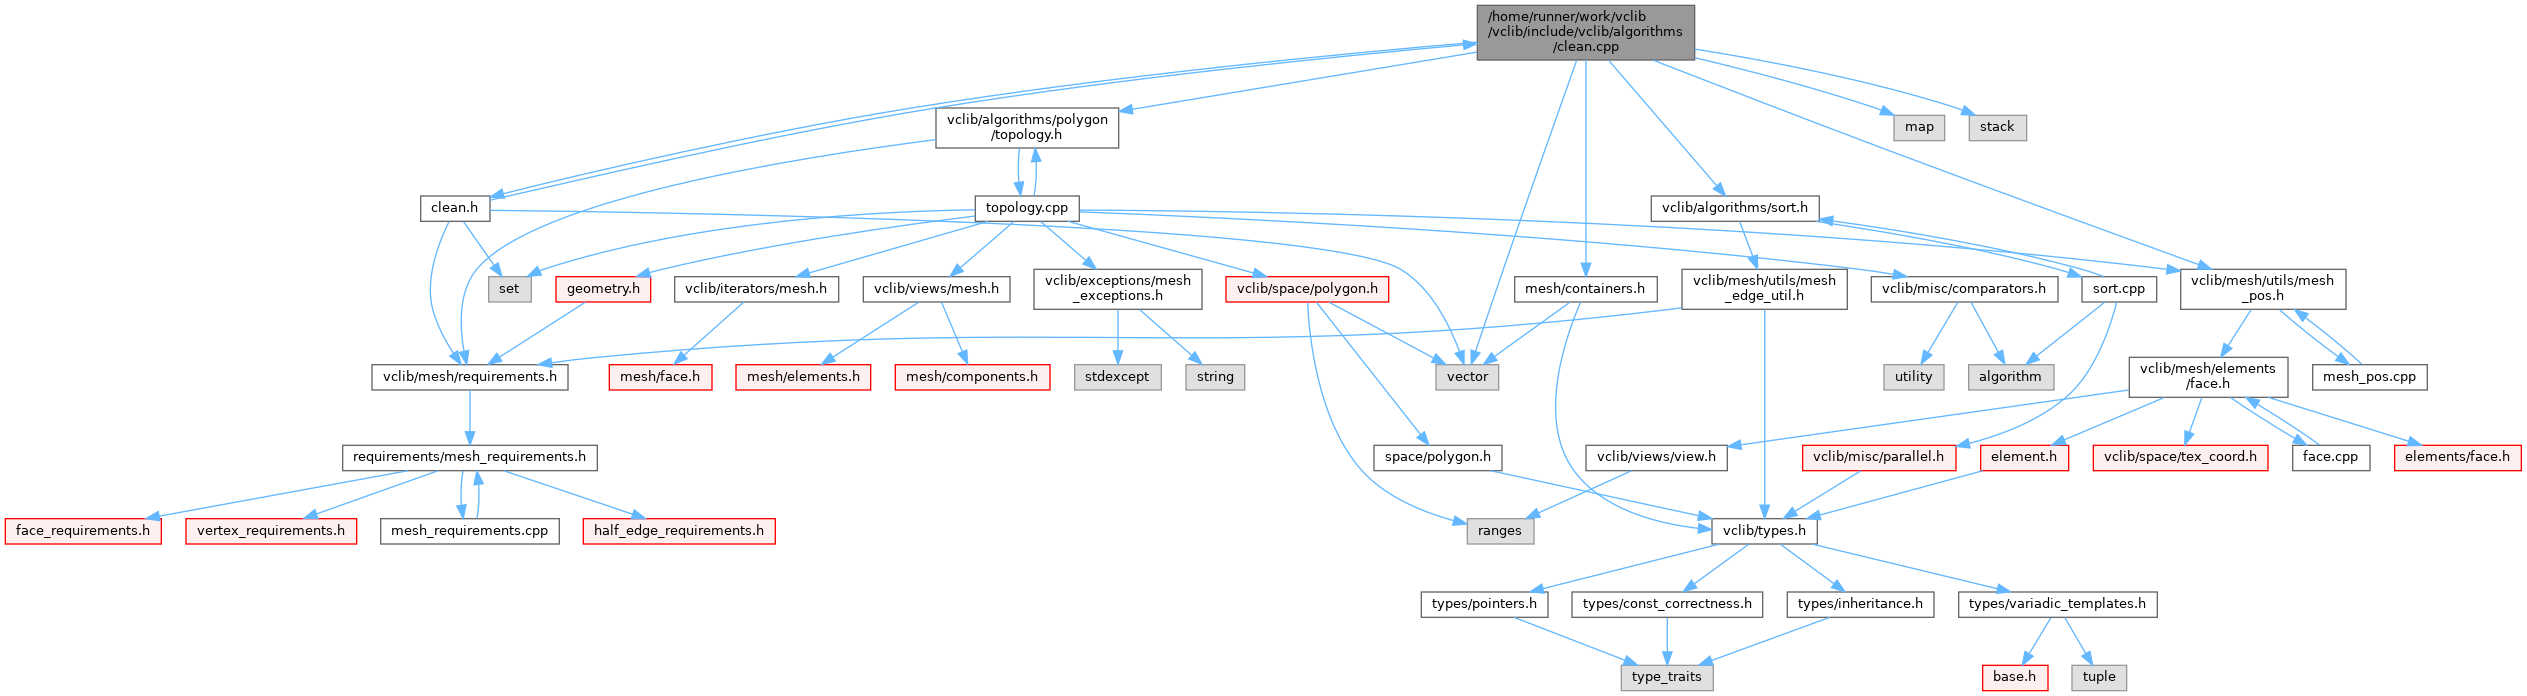 /home/runner/work/vclib
/vclib/include/vclib/algorithms
/clean.cpp
vclib/algorithms/polygon
/topology.h
map
stack
clean.h
topology.cpp
vclib/algorithms/sort.h
set
geometry.h
vclib/iterators/mesh.h
vclib/views/mesh.h
vclib/exceptions/mesh
_exceptions.h
vclib/space/polygon.h
mesh/containers.h
vclib/mesh/utils/mesh
_edge_util.h
vclib/misc/comparators.h
sort.cpp
vclib/mesh/utils/mesh
_pos.h
vclib/mesh/requirements.h
mesh/face.h
mesh/elements.h
mesh/components.h
stdexcept
string
vector
utility
algorithm
vclib/mesh/elements
/face.h
mesh_pos.cpp
requirements/mesh_requirements.h
space/polygon.h
vclib/views/view.h
vclib/misc/parallel.h
element.h
vclib/space/tex_coord.h
face.cpp
elements/face.h
face_requirements.h
vertex_requirements.h
mesh_requirements.cpp
half_edge_requirements.h
ranges
vclib/types.h
types/pointers.h
types/const_correctness.h
types/inheritance.h
types/variadic_templates.h
type_traits
base.h
tuple